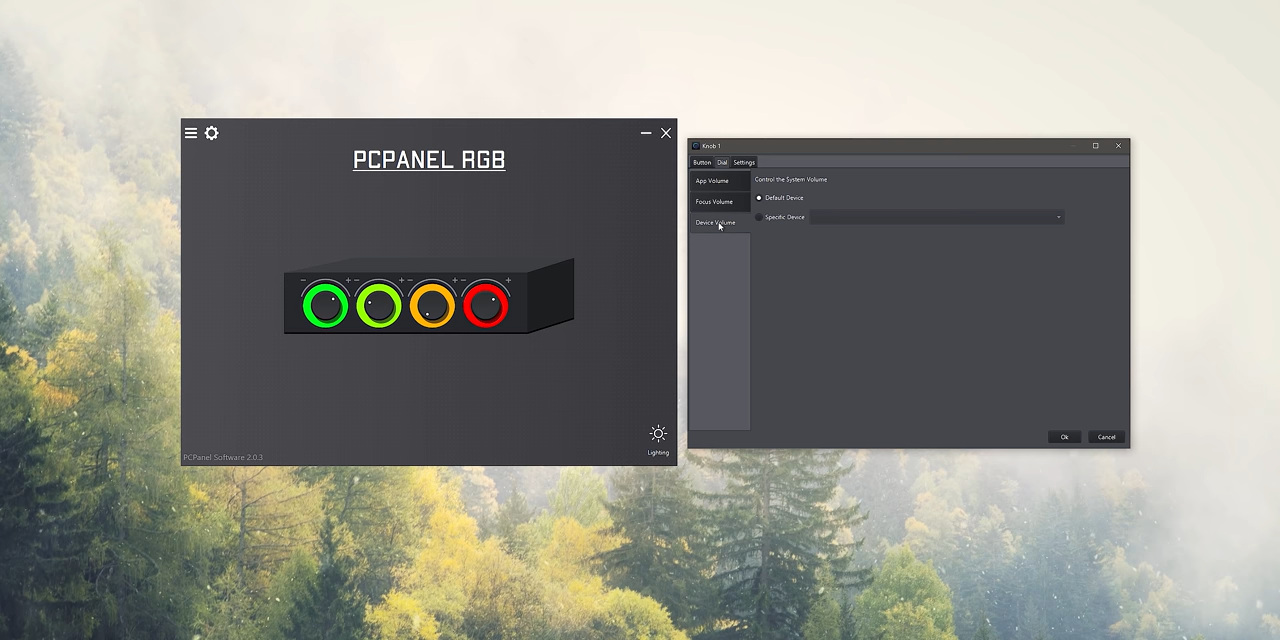 PCPANEL RGB
Lighting
PCPanel Software 2.0.3
Knob 1
Button Dial Settings
App Volume
Focus Volume
Device Volume
Control the System Volume
Default Device
Specific Device
Ok Cancel